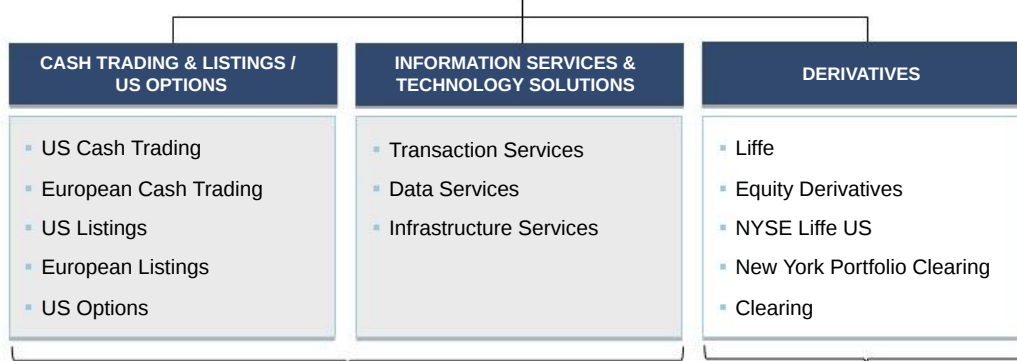 CASH TRADING & LISTINGS /
US OPTIONS
US Cash Trading
European Cash Trading
US Listings
European Listings
US Options
INFORMATION SERVICES &
TECHNOLOGY SOLUTIONS
Transaction Services
Data Services
Infrastructure Services
DERIVATIVES
Liffe
Equity Derivatives
NYSE Liffe US
New York Portfolio Clearing
Clearing